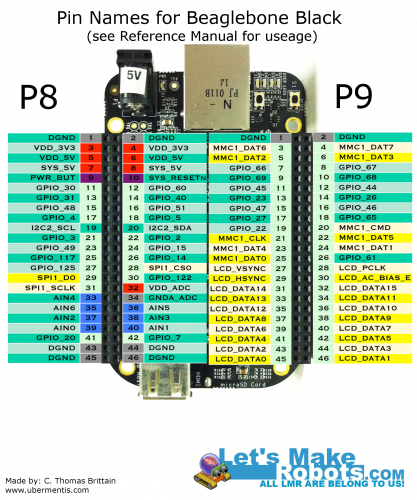 Pin Names for Beaglebone Black
(see Reference Manual for useage)
5V
P8
P9
N -
PJ 011B
DGND 1 2 DGND DGND 1 2 DGND
VDD_3V3 3 4 VDD_3V3 MMC1_DAT6 3 4 MMC1_DAT7
VDD_5V 5 6 VDD_5V MMC1_DAT2 5 6 MMC1_DAT3
SYS_5V 7 8 SYS_5V GPIO_66 7 8 GPIO_67
PWR_BUT 9 10 RESETN GPIO_69 9 10 GPIO_68
GPIO_30 11 12 GPIO_60 GPIO_45 11 12 GPIO_44
GPIO_31 13 14 GPIO_40 GPIO_23 13 14 GPIO_26
GPIO_48 15 16 GPIO_51 GPIO_47 15 16 GPIO_46
GPIO_4 17 18 GPIO_5 GPIO_27 17 18 GPIO_65
I2C2_SCL 19 20 I2C2_SDA GPIO_22 19 20 MMC1_CMD
GPIO_3 21 22 GPIO_2 MMC1_CLK 21 22 MMC1_DAT5
GPIO_49 23 24 GPIO_15 MMC1_DAT4 23 24 MMC1_DAT1
GPIO_117 25 26 GPIO_14 MMC1_DAT0 25 26 GPIO_61
GPIO_125 27 28 SPI1_CS0 LCD_VSYNC 27 28 LCD_PCLK
SPI1_DO 29 30 GPIO_122 LCD_HSYNC 29 30 LCD_AC_BIAS_E
SPI1_SCLK 31 32 VDD_ADC LCD_DATA14 31 32 LCD_DATA15
AIN4 33 34 GNDA_ADC LCD_DATA13 33 34 LCD_DATA11
AIN6 35 36 AIN5 LCD_DATA12 35 36 LCD_DATA10
AIN2 37 38 AIN3 LCD_DATA8 37 38 LCD_DATA9
AIN0 39 40 AIN1 LCD_DATA6 39 40 LCD_DATA7
GPIO_20 41 42 GPIO_7 LCD_DATA4 41 42 LCD_DATA5
DGND 43 44 DGND LCD_DATA2 43 44 LCD_DATA3
DGND 45 46 DGND LCD_DATA0 45 46 LCD_DATA1
HDMI
microSD Card
Let's Make
Robots.com
ALL LMR ARE BELONG TO US!
Made by: C. Thomas Brittain
www.ubermentis.com